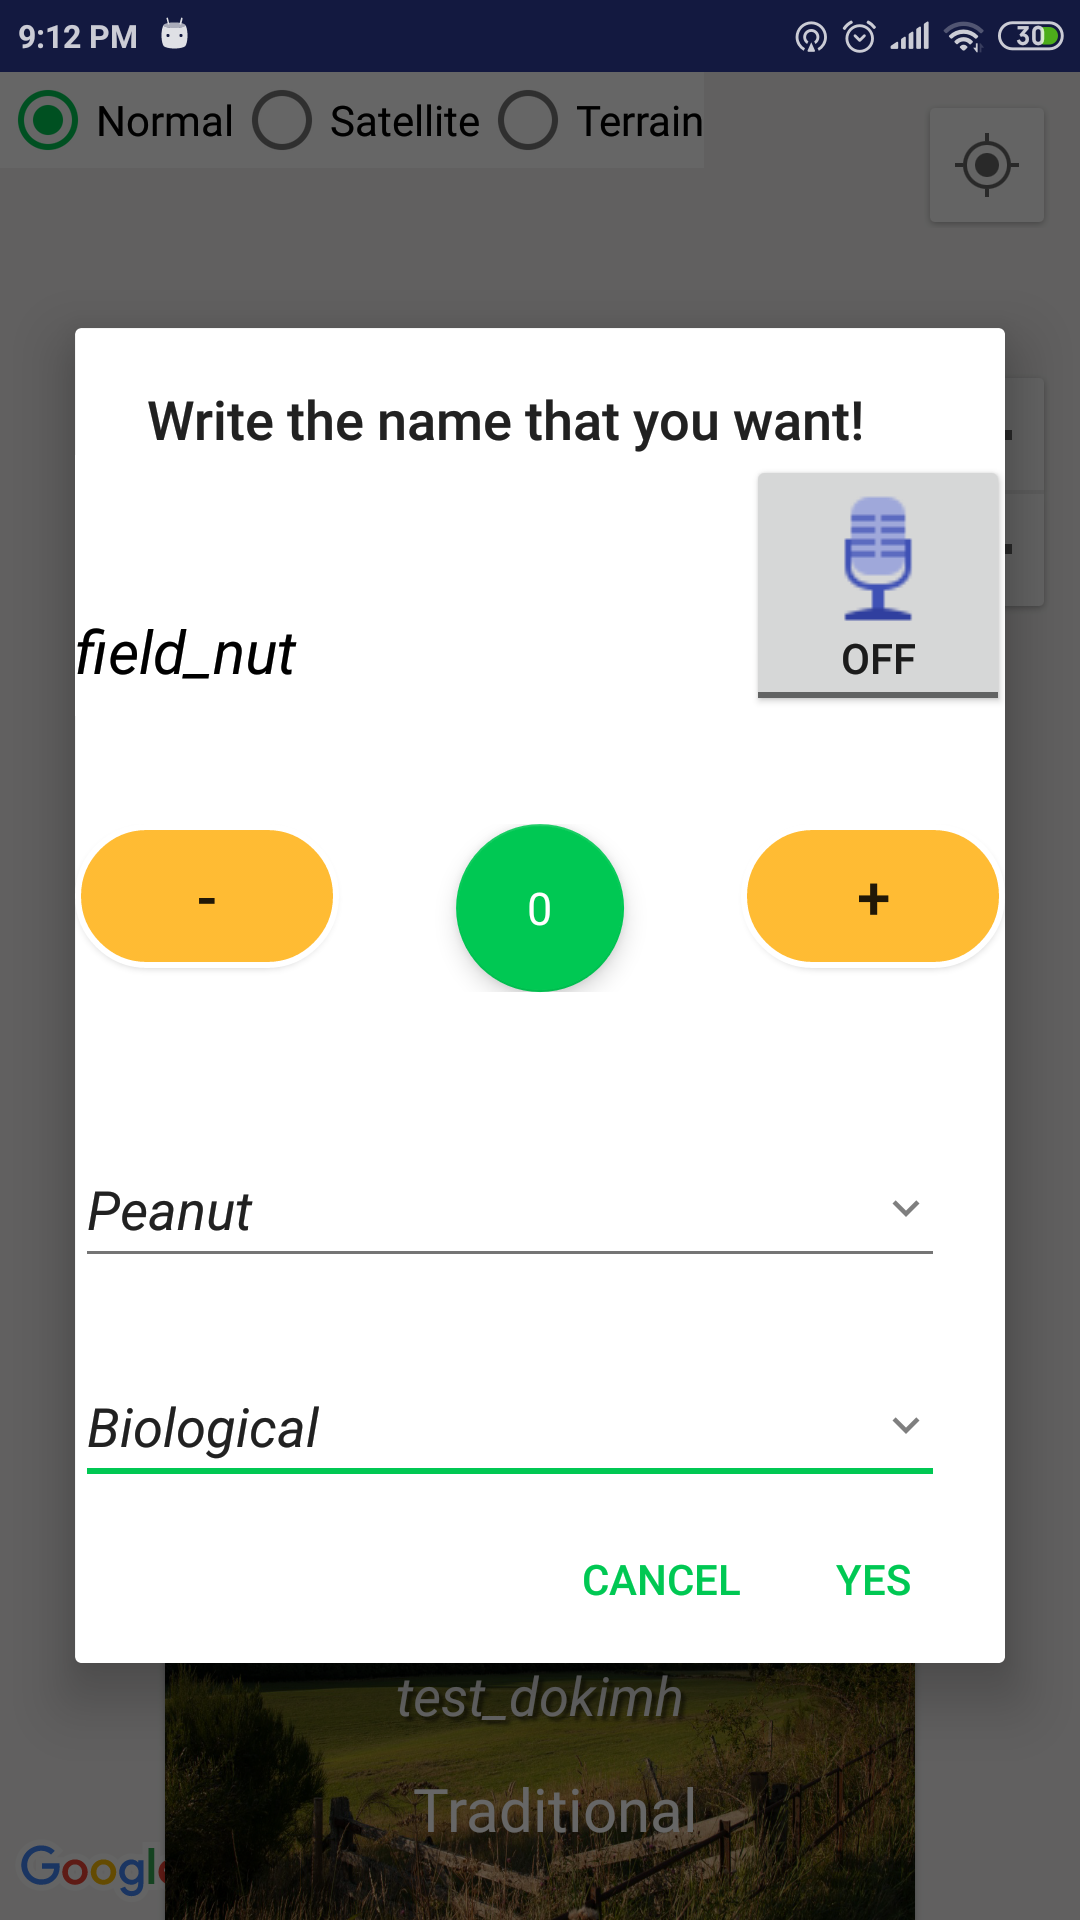 9:12 PM 30
Normal Satellite Terrain
Write the name that you want!
OFF
field_nut
- 0 +
Peanut
Biological
CANCEL YES
test_dokimh
Traditional
Google